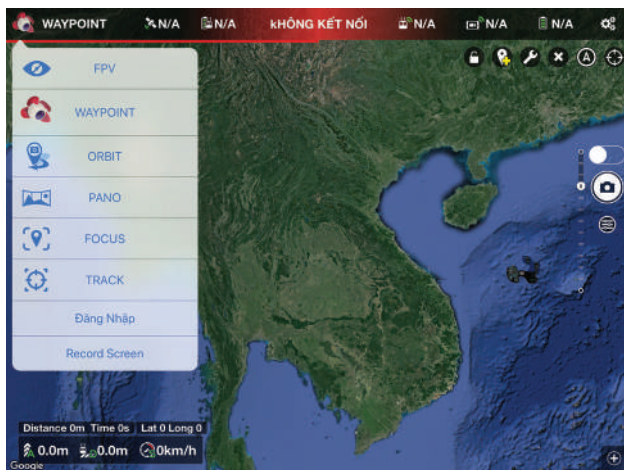 WAYPOINT N/A N/A kHÔNG KẾT NỐI N/A N/A N/A
FPV
WAYPOINT
ORBIT
PANO
FOCUS
TRACK
Đăng Nhập
Record Screen
A
Distance 0m Time 0s Lat 0 Long 0
0.0m 0.0m 0km/h
Google